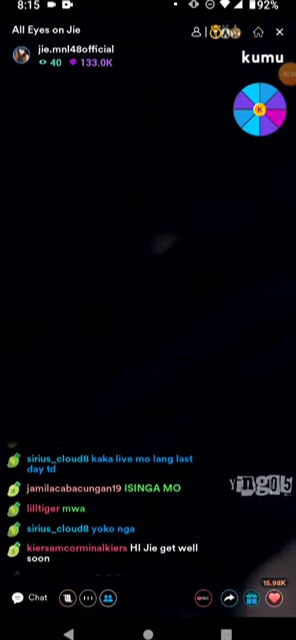 8:15
92%
All Eyes on Jie
jie.mnl48official
40 133.0K
kumu
K
sirius_cloud8 kaka live mo lang last
day td
jamilacabacungan19 ISINGA MO
lilltiger mwa
YngO5
sirius_cloud8 yoko nga
kiersamcorminalkiers HI Jie get well
soon
15.98K
Chat